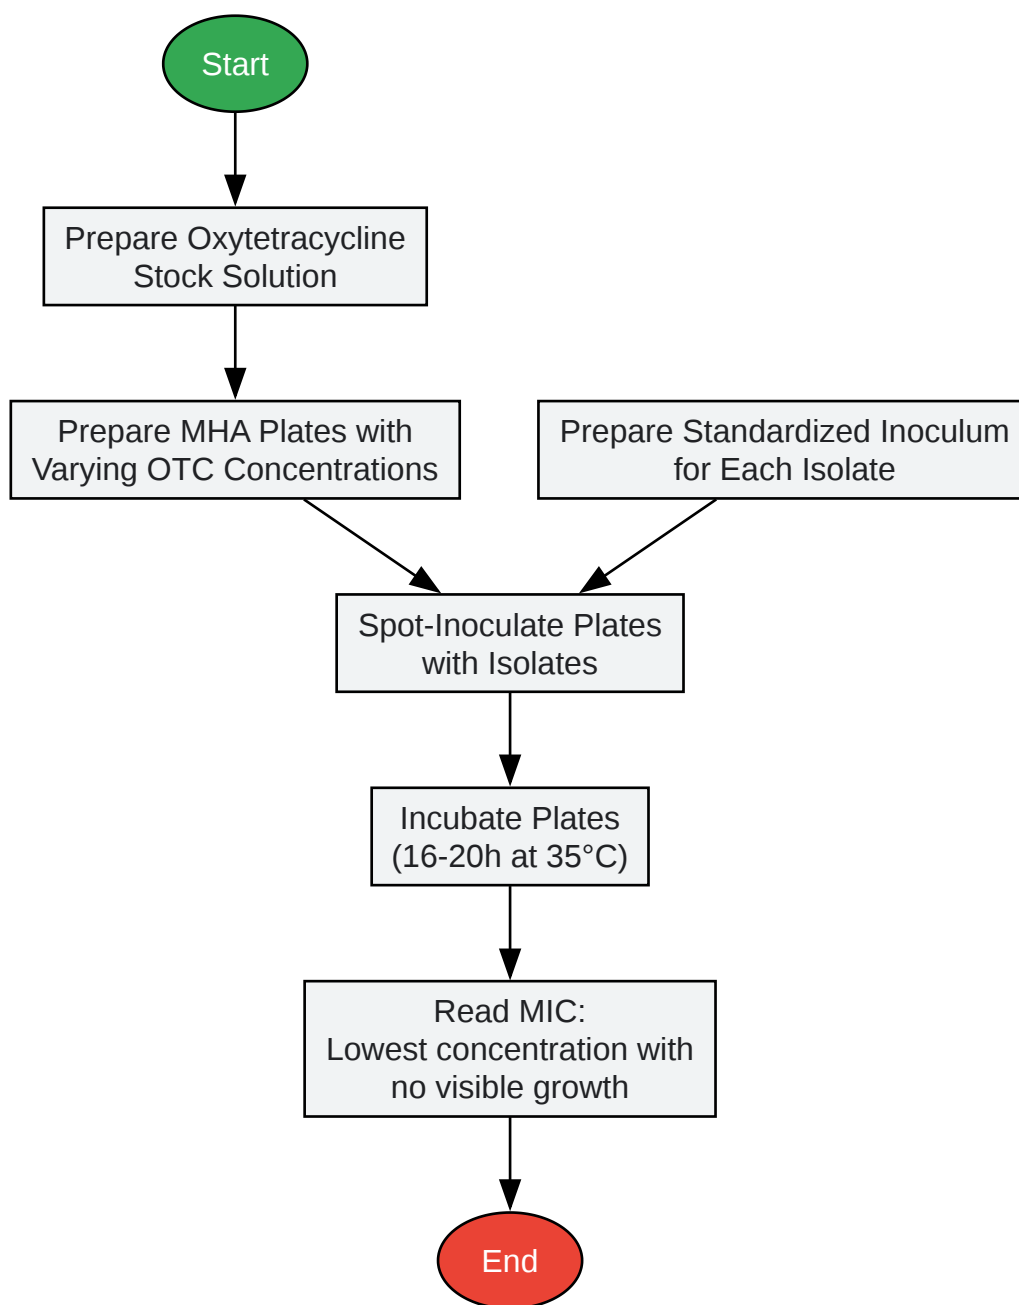 Start
Prepare Oxytetracycline
Stock Solution
Prepare MHA Plates with
Varying OTC Concentrations
Prepare Standardized Inoculum
for Each Isolate
Spot-Inoculate Plates
with Isolates
Incubate Plates
(16-20h at 35°C)
Read MIC:
Lowest concentration with
no visible growth
End